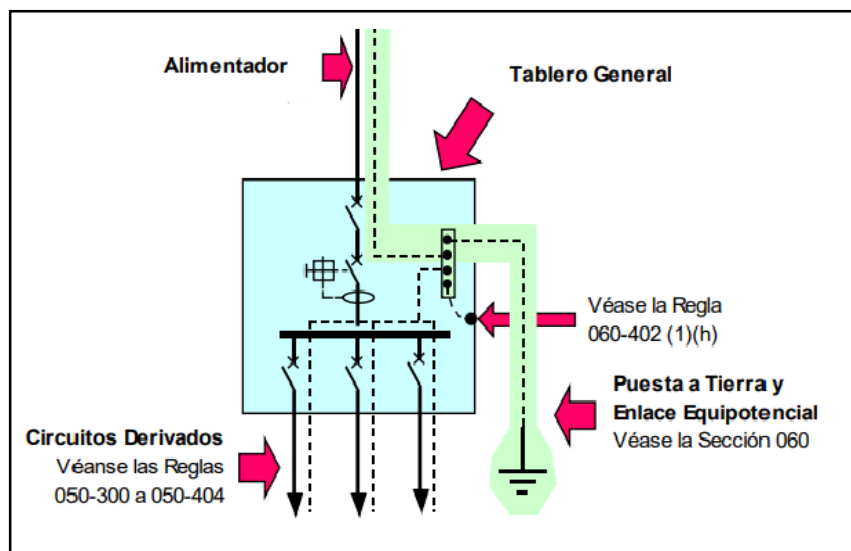 Alimentador
Tablero General
Véase la Regla
060-402 (1)(h)
Puesta a Tierra y
Enlace Equipotencial
Véase la Sección 060
Circuitos Derivados
Véanse las Reglas
050-300 a 050-404